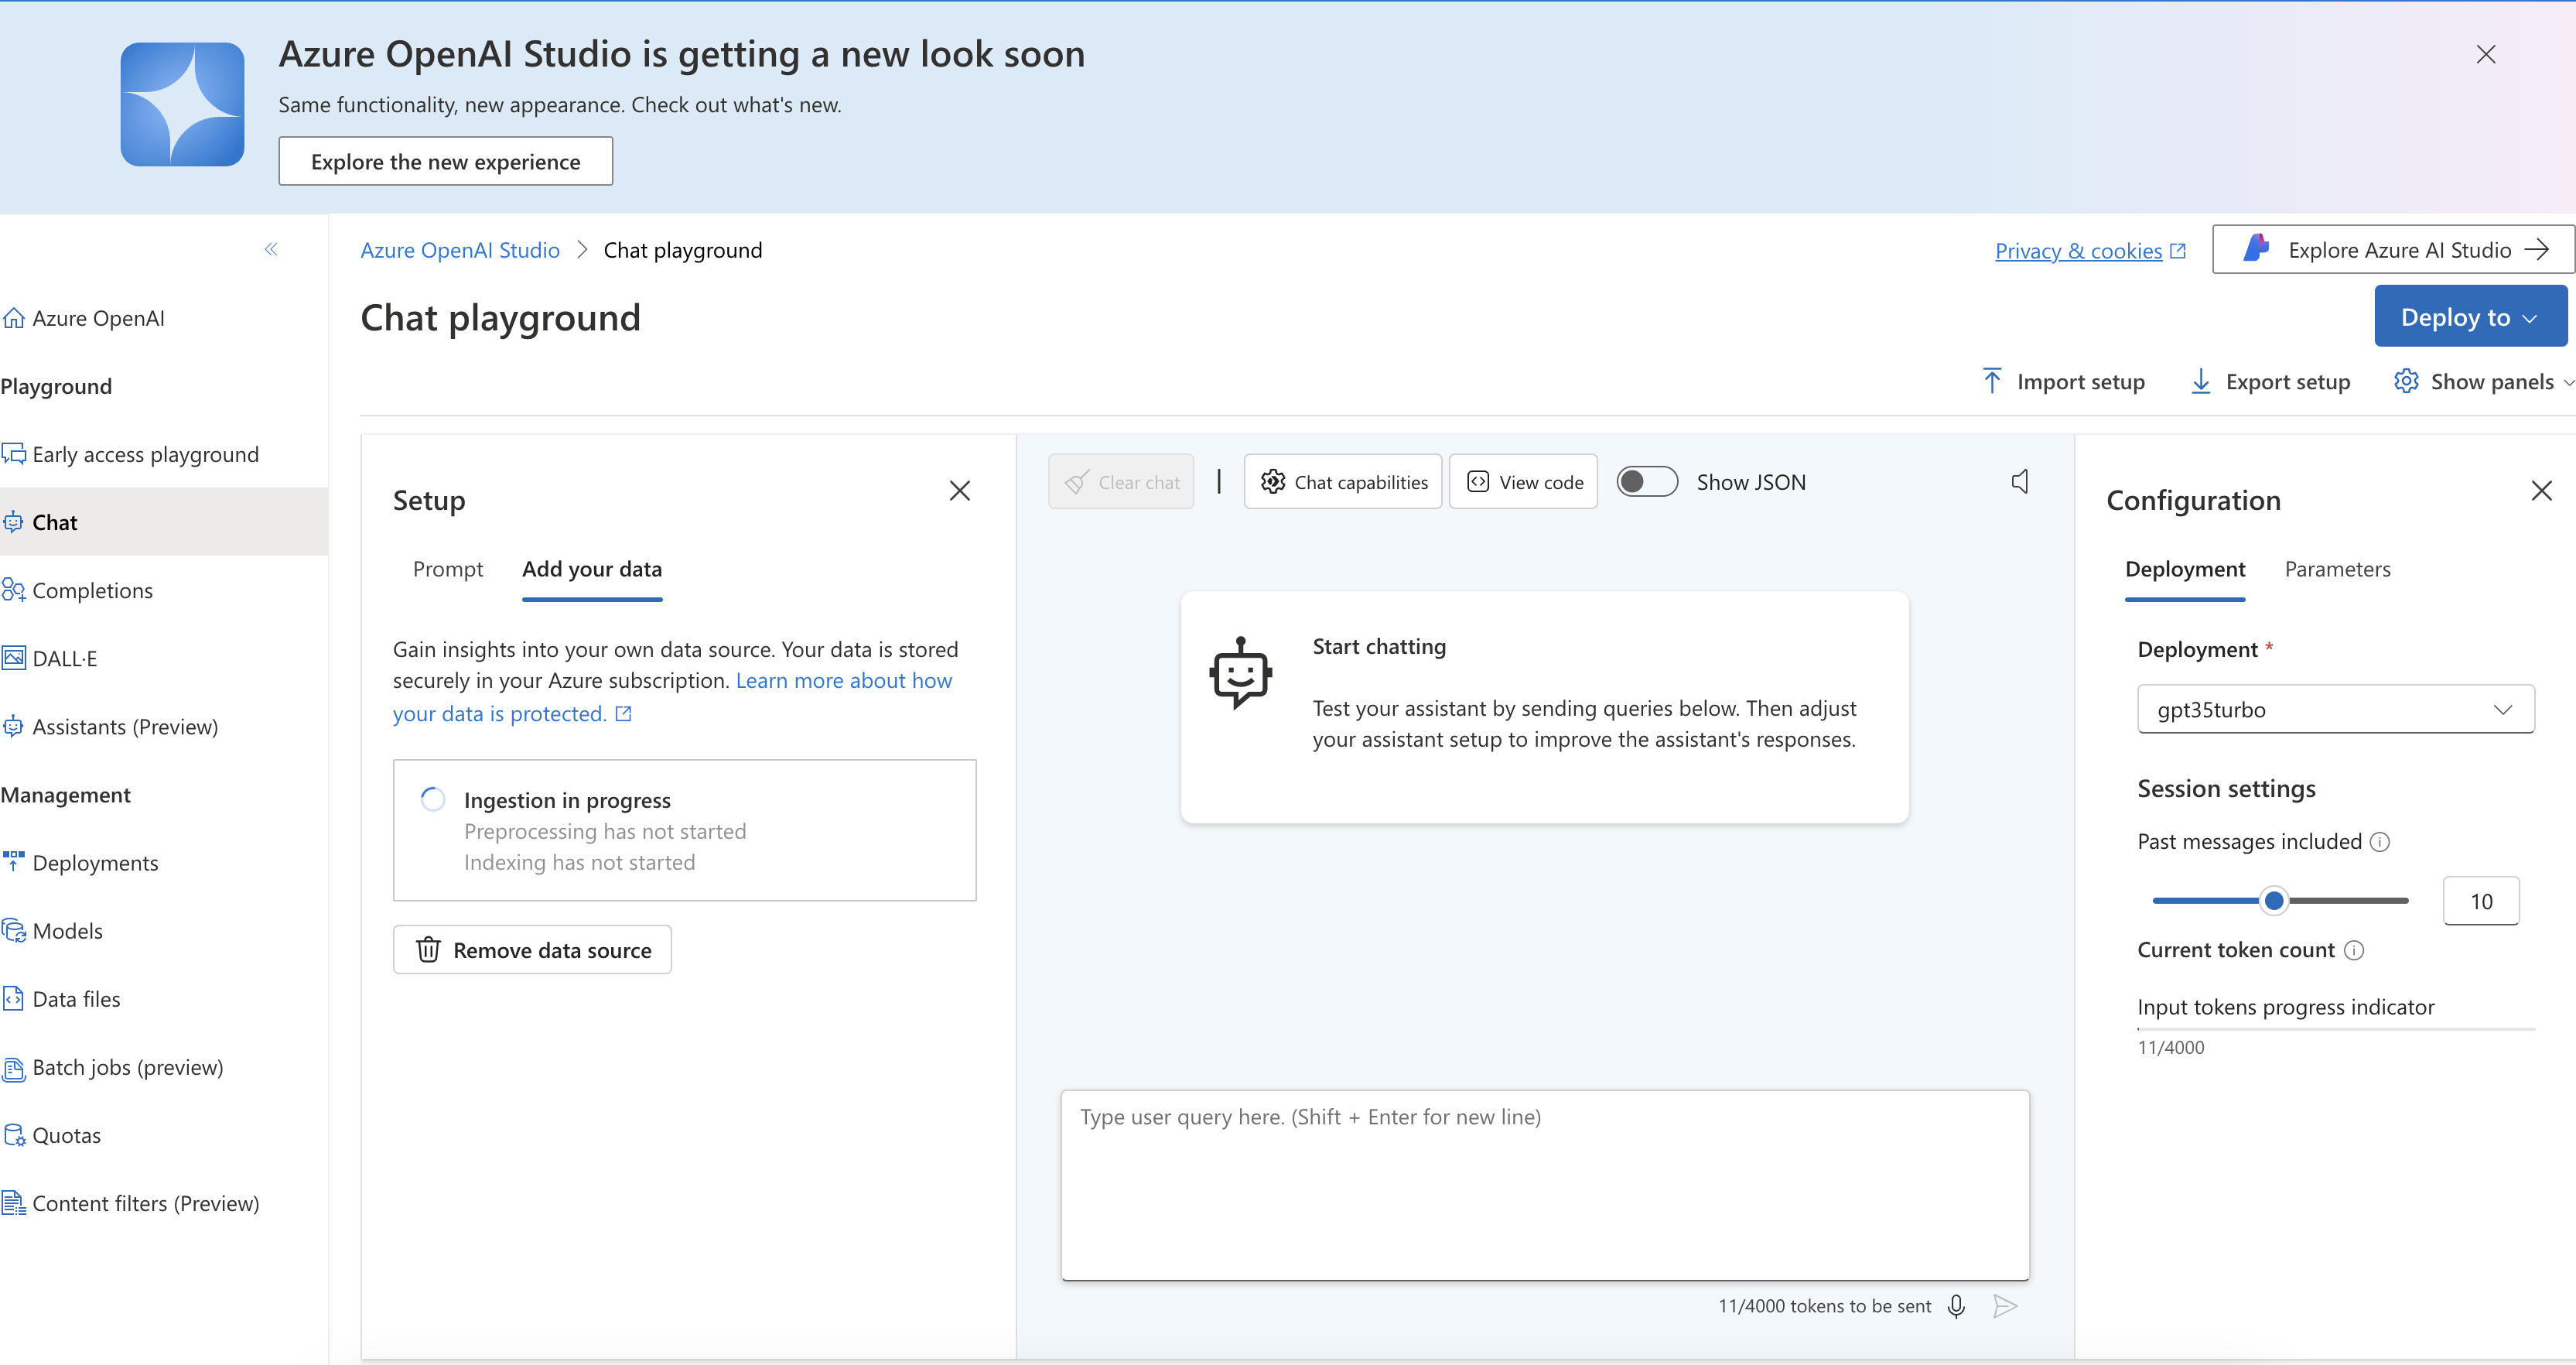 Azure OpenAI Studio is getting a new look soon
Same functionality, new appearance. Check out what's new.
Explore the new experience
Azure OpenAI Studio > Chat playground
Privacy & cookies
Explore Azure AI Studio
Chat playground
Deploy to
Import setup
Export setup
Show panels
Azure OpenAI
Playground
Early access playground
Chat
Completions
DALL·E
Assistants (Preview)
Management
Deployments
Models
Data files
Batch jobs (preview)
Quotas
Content filters (Preview)
Setup
Prompt
Add your data
Gain insights into your own data source. Your data is stored
securely in your Azure subscription. Learn more about how
your data is protected.
Ingestion in progress
Preprocessing has not started
Indexing has not started
Remove data source
Clear chat
Chat capabilities
View code
Show JSON
Start chatting
Test your assistant by sending queries below. Then adjust
your assistant setup to improve the assistant's responses.
Type user query here. (Shift + Enter for new line)
11/4000 tokens to be sent
Configuration
Deployment
Parameters
Deployment *
gpt35turbo
Session settings
Past messages included
10
Current token count
Input tokens progress indicator
11/4000